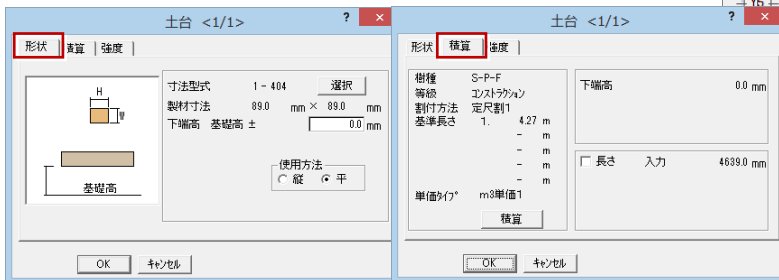 土台 <1/1>
? ×
形状 積算 強度
H
W
基礎高
寸法型式 1 - 404 選択
製材寸法 89.0 mm × 89.0 mm
下端高 基礎高 ± 0.0 mm
使用方法
縦 平
OK キャンセル
土台 <1/1>
? ×
形状 積算 強度
樹種 S-P-F
等級 コンストラクション
割付方法 定尺割1
基準長さ 1. 4.27 m
- m
- m
- m
- m
単価タイプ m3単価1
積算
下端高 0.0 mm
長さ 入力 4639.0 mm
OK キャンセル